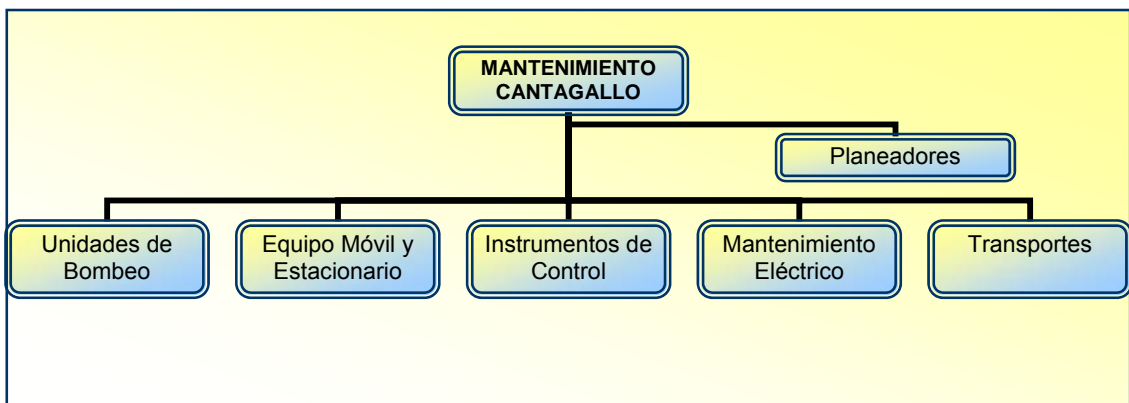 MANTENIMIENTO
CANTAGALLO
Planeadores
Unidades de
Bombeo
Equipo Móvil y
Estacionario
Instrumentos de
Control
Mantenimiento
Eléctrico
Transportes